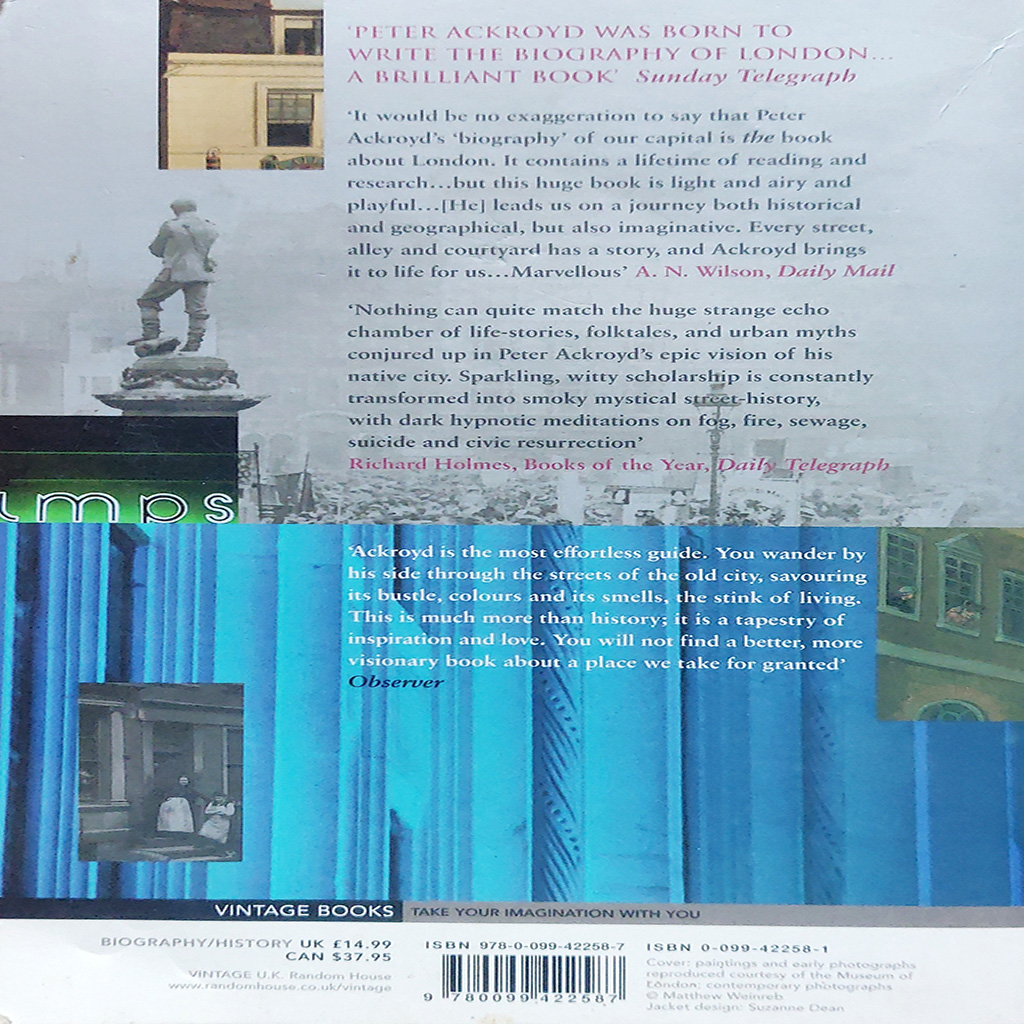 'PETER ACKROYD WAS BORN TO
WRITE THE BIOGRAPHY OF LONDON...
A BRILLIANT BOOK' Sunday Telegraph
'It would be no exaggeration to say that Peter
Ackroyd's 'biography' of our capital is the book
about London. It contains a lifetime of reading and
research...but this huge book is light and airy and
playful...[He] leads us on a journey both historical
and geographical, but also imaginative. Every street,
alley and courtyard has a story, and Ackroyd brings
it to life for us...Marvellous' A. N. Wilson, Daily Mail
'Nothing can quite match the huge strange echo
chamber of life-stories, folktales, and urban myths
conjured up in Peter Ackroyd's epic vision of his
native city. Sparkling, witty scholarship is constantly
transformed into smoky mystical street-history,
with dark hypnotic meditations on fog, fire, sewage,
suicide and civic resurrection'
Richard Holmes, Books of the Year, Daily Telegraph
imps
'Ackroyd is the most effortless guide. You wander by
his side through the streets of the old city, savouring
its bustle, colours and its smells, the stink of living.
This is much more than history; it is a tapestry of
inspiration and love. You will not find a better, more
visionary book about a place we take for granted'
Observer
VINTAGE BOOKS TAKE YOUR IMAGINATION WITH YOU
BIOGRAPHY/HISTORY UK £14.99
CAN $37.95
VINTAGE U.K. Random House
www.randomhouse.co.uk/vintage
ISBN 978-0-099-42258-7
9 780099 422587
ISBN 0-099-42258-1
Cover: paintings and early photographs
reproduced courtesy of the Museum of
London; contemporary photographs
© Matthew Weinreb
Jacket design: Suzanne Dean